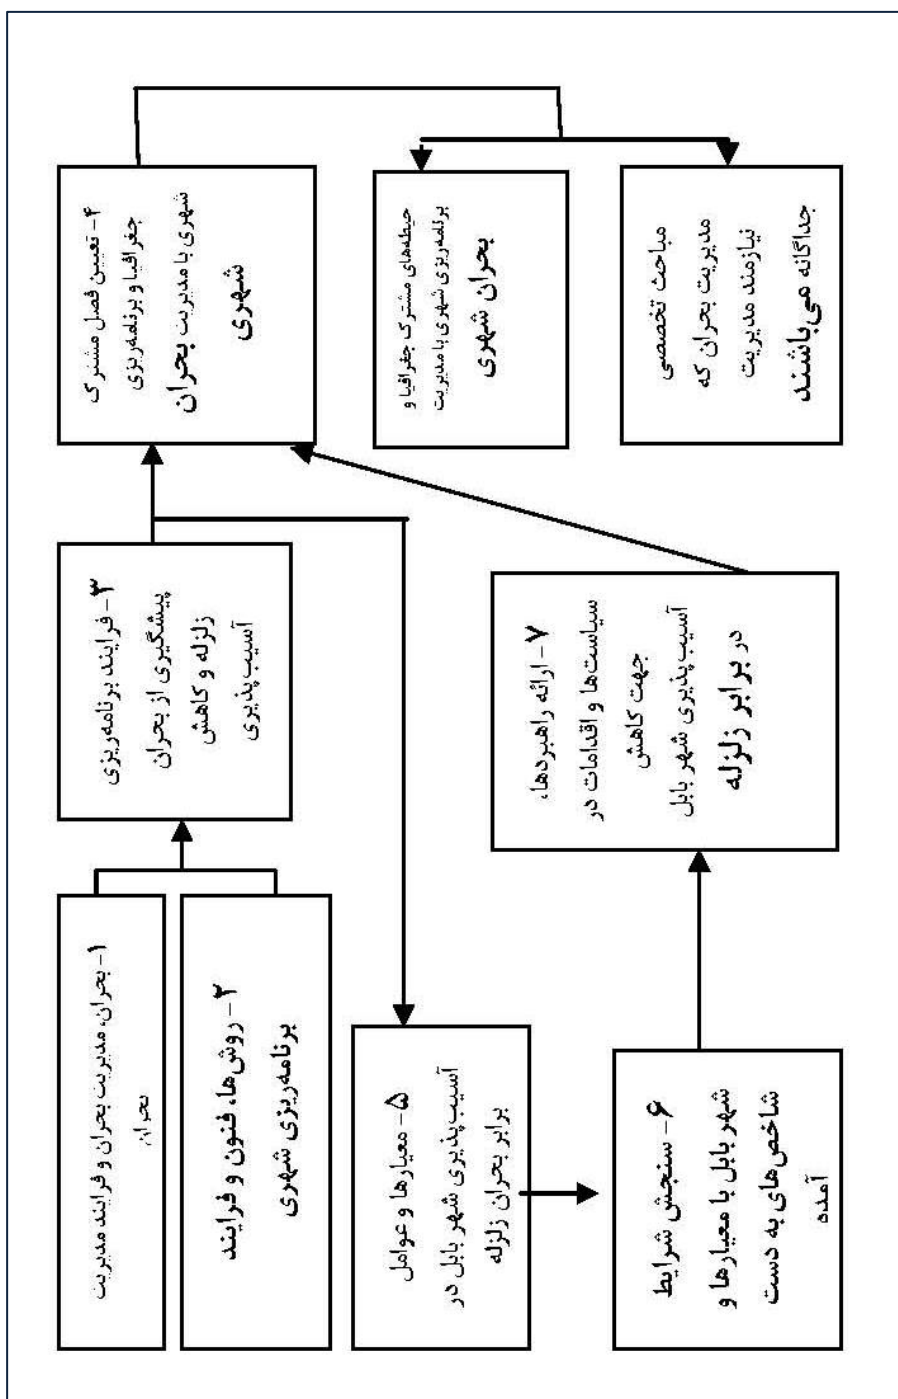 ۱- بحران، مدیریت بحران و فرایند مدیریت
بحران
۲- روش‌ها، فنون و فرایند
برنامه‌ریزی شهری
۳- فرایند برنامه‌ریزی
پیشگیری از بحران
زلزله و کاهش
آسیب پذیری
۴- تعیین فصل مشترک
جغرافیا و برنامه‌ریزی
شهری با مدیریت بحران
شهری
حیطه‌های مشترک جغرافیا و
برنامه‌ریزی شهری با مدیریت
بحران شهری
مباحث تخصصی
مدیریت بحران که
نیازمند مدیریت
جداگانه می‌باشند
۵- معیارها و عوامل
آسیب پذیری شهر بابل در
برابر بحران زلزله
۶- سنجش شرایط
شهر بابل با معیارها و
شاخص‌های به دست
آمده
۷- ارائه راهبردها،
سیاست‌ها و اقدامات در
جهت کاهش
آسیب پذیری شهر بابل
در برابر زلزله